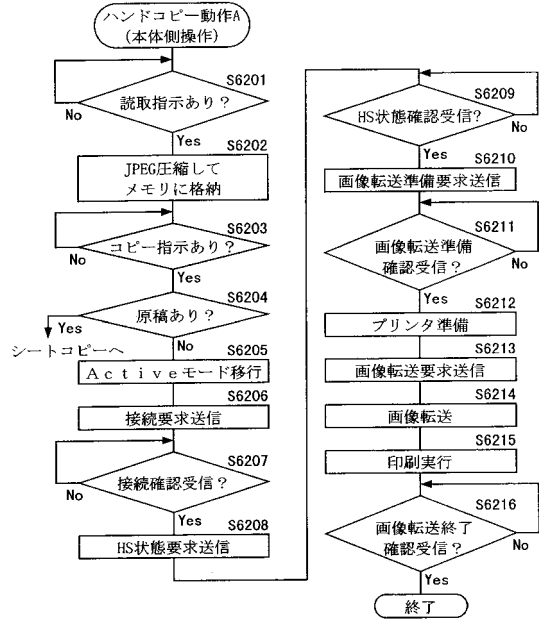 ハンドコピー動作A
(本体側操作)
S6201
読取指示あり？
No
Yes
S6202
JPEG圧縮して
メモリに格納
S6203
コピー指示あり？
No
Yes
S6204
原稿あり？
Yes
シートコピーへ
No
S6205
Ａｃｔｉｖｅモード移行
S6206
接続要求送信
S6207
接続確認受信？
No
Yes
S6208
HS状態要求送信
S6209
HS状態確認受信?
No
Yes
S6210
画像転送準備要求送信
S6211
画像転送準備
確認受信？
No
Yes
S6212
プリンタ準備
S6213
画像転送要求送信
S6214
画像転送
S6215
印刷実行
S6216
画像転送終了
確認受信？
No
Yes
終了